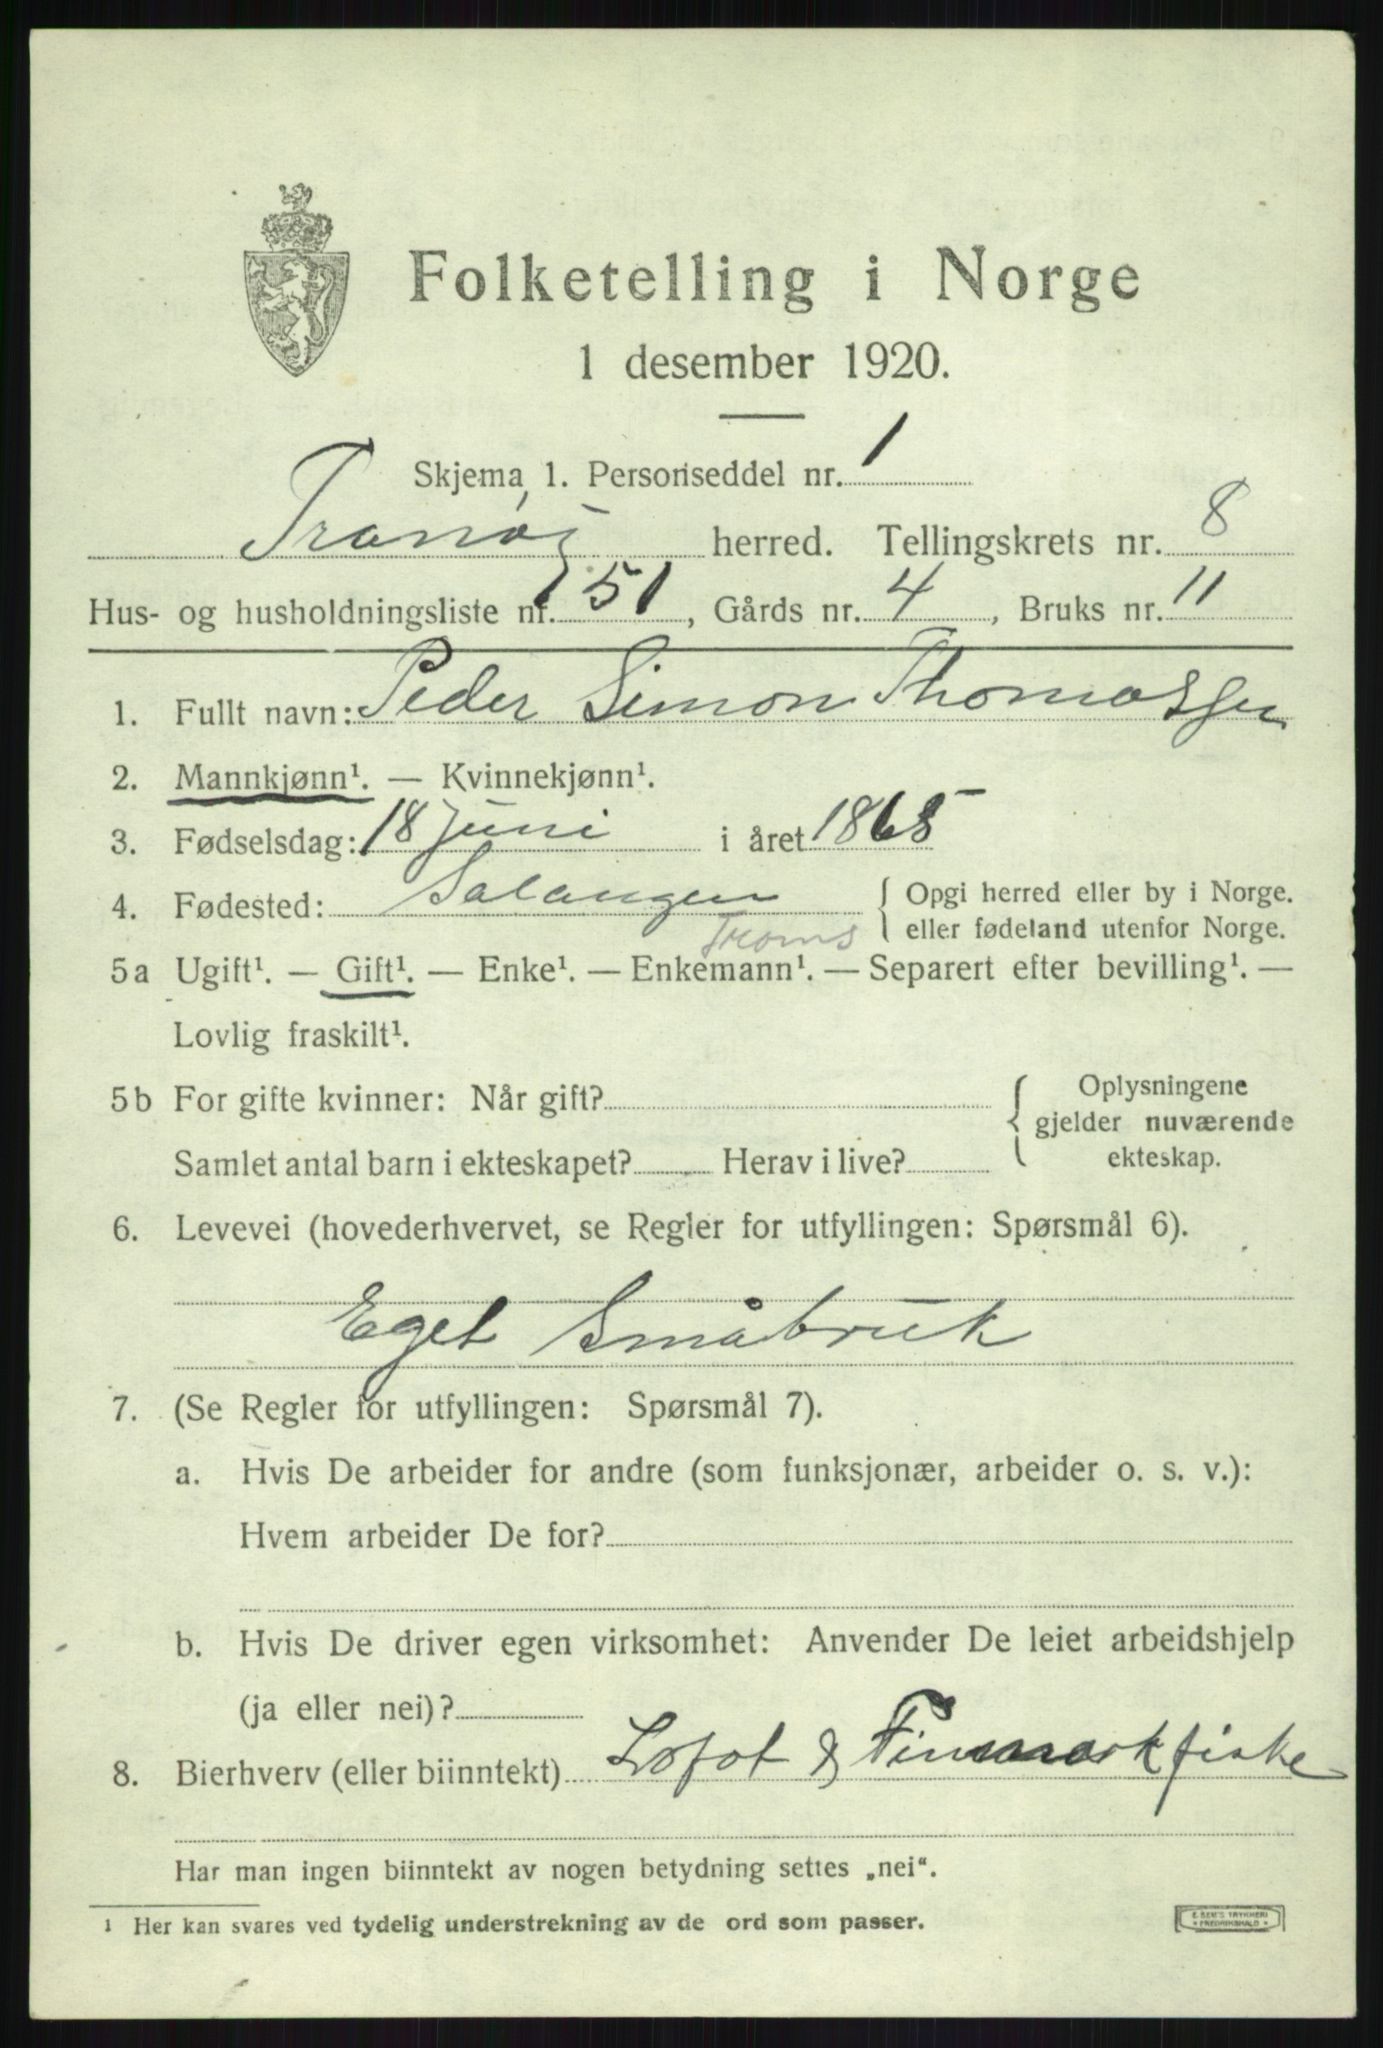 Folketelling i Norge
1 desember 1920.
Skjema 1. Personseddel nr. 1
Tranøy herred. Tellingskrets nr. 8
Hus- og husholdningsliste nr. 51, Gårds nr. 4, Bruks nr. 11
1. Fullt navn: Peder Simon Thomassen
2. Mannkjønn¹. — Kvinnekjønn¹.
3. Fødselsdag: 18 juni i året 1865
4. Fødested: Salangen { Opgi herred eller by i Norge.
Troms eller fødeland utenfor Norge.
5a Ugift¹. — Gift¹. — Enke¹. — Enkemann¹. — Separert efter bevilling¹. —
Lovlig fraskilt¹.
5b For gifte kvinner: Når gift? { Oplysningene
gjelder nuværende
Samlet antal barn i ekteskapet? Herav i live? ekteskap.
6. Levevei (hovederhvervet, se Regler for utfyllingen: Spørsmål 6).
Eget Småbruk
7. (Se Regler for utfyllingen: Spørsmål 7).
a. Hvis De arbeider for andre (som funksjonær, arbeider o. s. v.):
Hvem arbeider De for?
b. Hvis De driver egen virksomhet: Anvender De leiet arbeidshjelp
(ja eller nei)?
8. Bierhverv (eller biinntekt) Lofot & Finmarkfiske
Har man ingen biinntekt av nogen betydning settes „nei“.
¹ Her kan svares ved tydelig understrekning av de ord som passer.
E. SEM'S TRYKKERI
* FREDRIKSHALD *